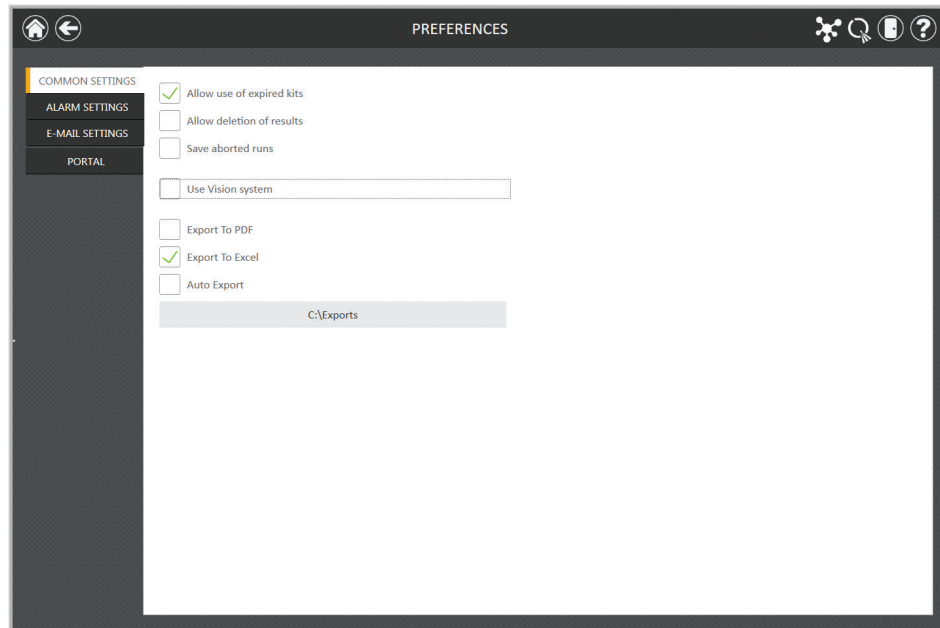 PREFERENCES
COMMON SETTINGS
ALARM SETTINGS
E-MAIL SETTINGS
PORTAL
Allow use of expired kits
Allow deletion of results
Save aborted runs
Use Vision system
Export To PDF
Export To Excel
Auto Export
C:\Exports